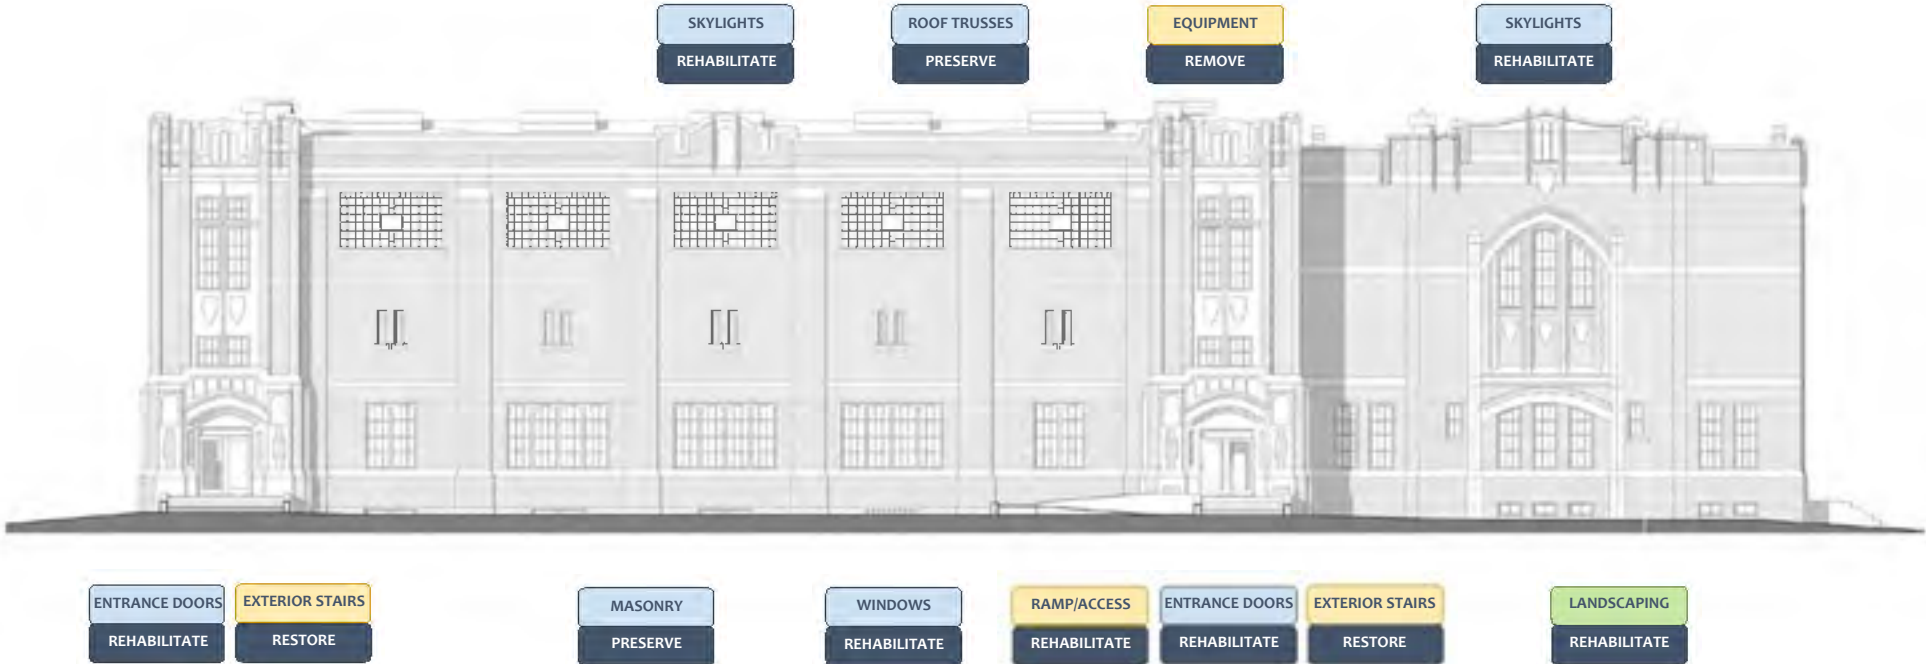 SKYLIGHTS
REHABILITATE
ROOF TRUSSES
PRESERVE
EQUIPMENT
REMOVE
SKYLIGHTS
REHABILITATE
ENTRANCE DOORS
REHABILITATE
EXTERIOR STAIRS
RESTORE
MASONRY
PRESERVE
WINDOWS
REHABILITATE
RAMP/ACCESS
REHABILITATE
ENTRANCE DOORS
REHABILITATE
EXTERIOR STAIRS
RESTORE
LANDSCAPING
REHABILITATE